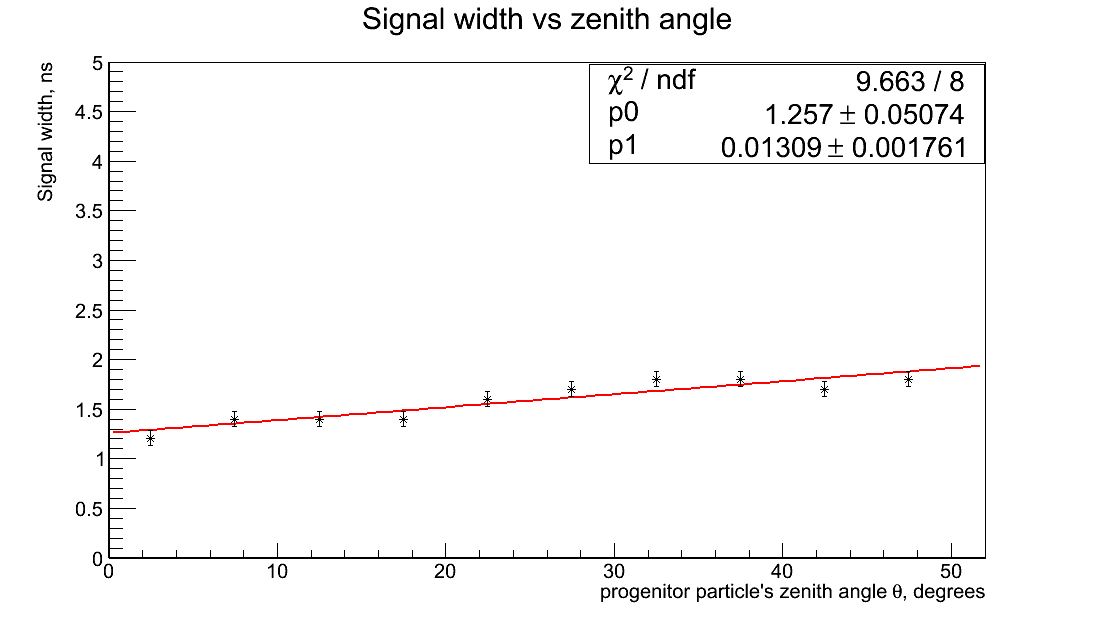 Signal width vs zenith angle
χ² / ndf 9.663 / 8
p0 1.257 ± 0.05074
p1 0.01309 ± 0.001761
Signal width, ns
5
4.5
4
3.5
3
2.5
2
1.5
1
0.5
0
0 10 20 30 40 50
progenitor particle's zenith angle θ, degrees